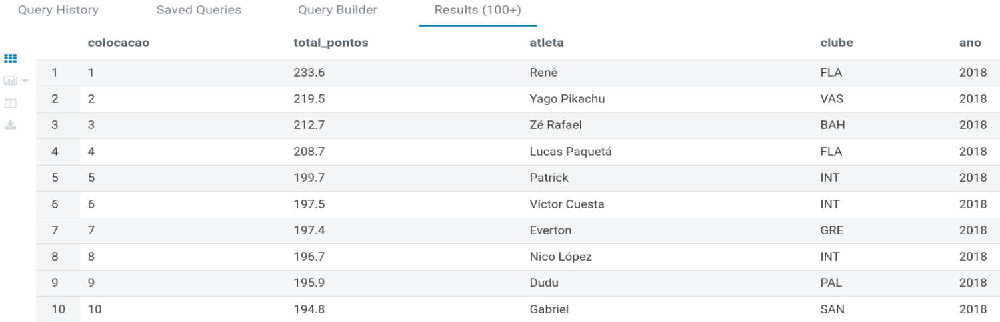 Query History Saved Queries Query Builder Results (100+)
colocacao total_pontos atleta clube ano
1 1 233.6 Renê FLA 2018
2 2 219.5 Yago Pikachu VAS 2018
3 3 212.7 Zé Rafael BAH 2018
4 4 208.7 Lucas Paquetá FLA 2018
5 5 199.7 Patrick INT 2018
6 6 197.5 Víctor Cuesta INT 2018
7 7 197.4 Everton GRE 2018
8 8 196.7 Nico López INT 2018
9 9 195.9 Dudu PAL 2018
10 10 194.8 Gabriel SAN 2018